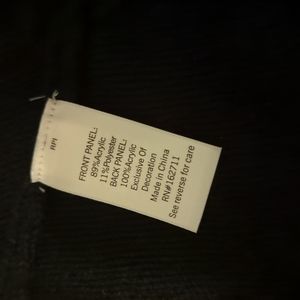 RPI
FRONT PANEL:
89%Acrylic
11%Polyester
BACK PANEL:
100%Acrylic
Exclusive Of
Decoration
Made in China
RN#162711
See reverse for care